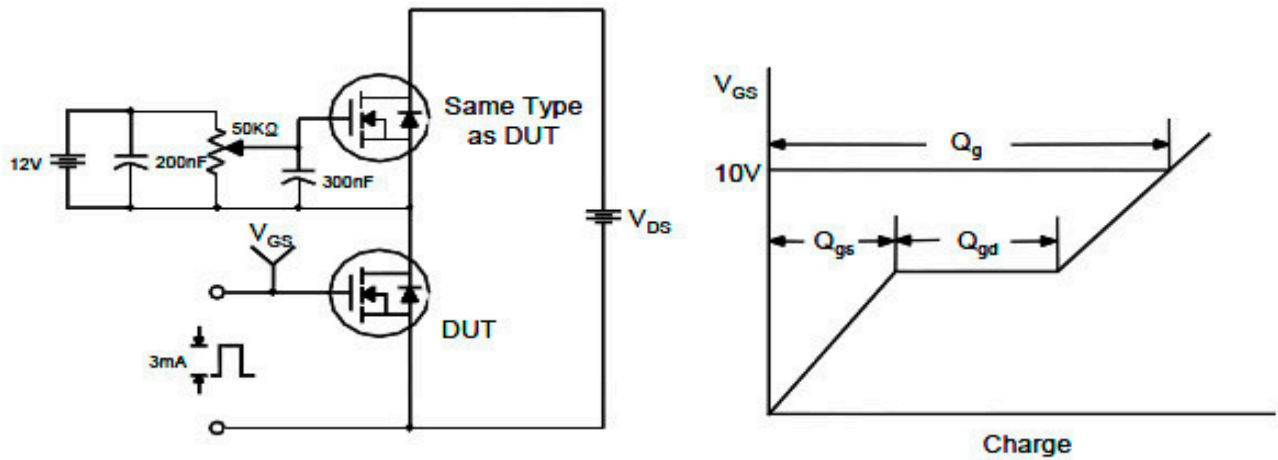 12V
200nF
50KΩ
300nF
Same Type
as DUT
V_GS
DUT
3mA
V_DS
V_GS
10V
Q_g
Q_gs
Q_gd
Charge